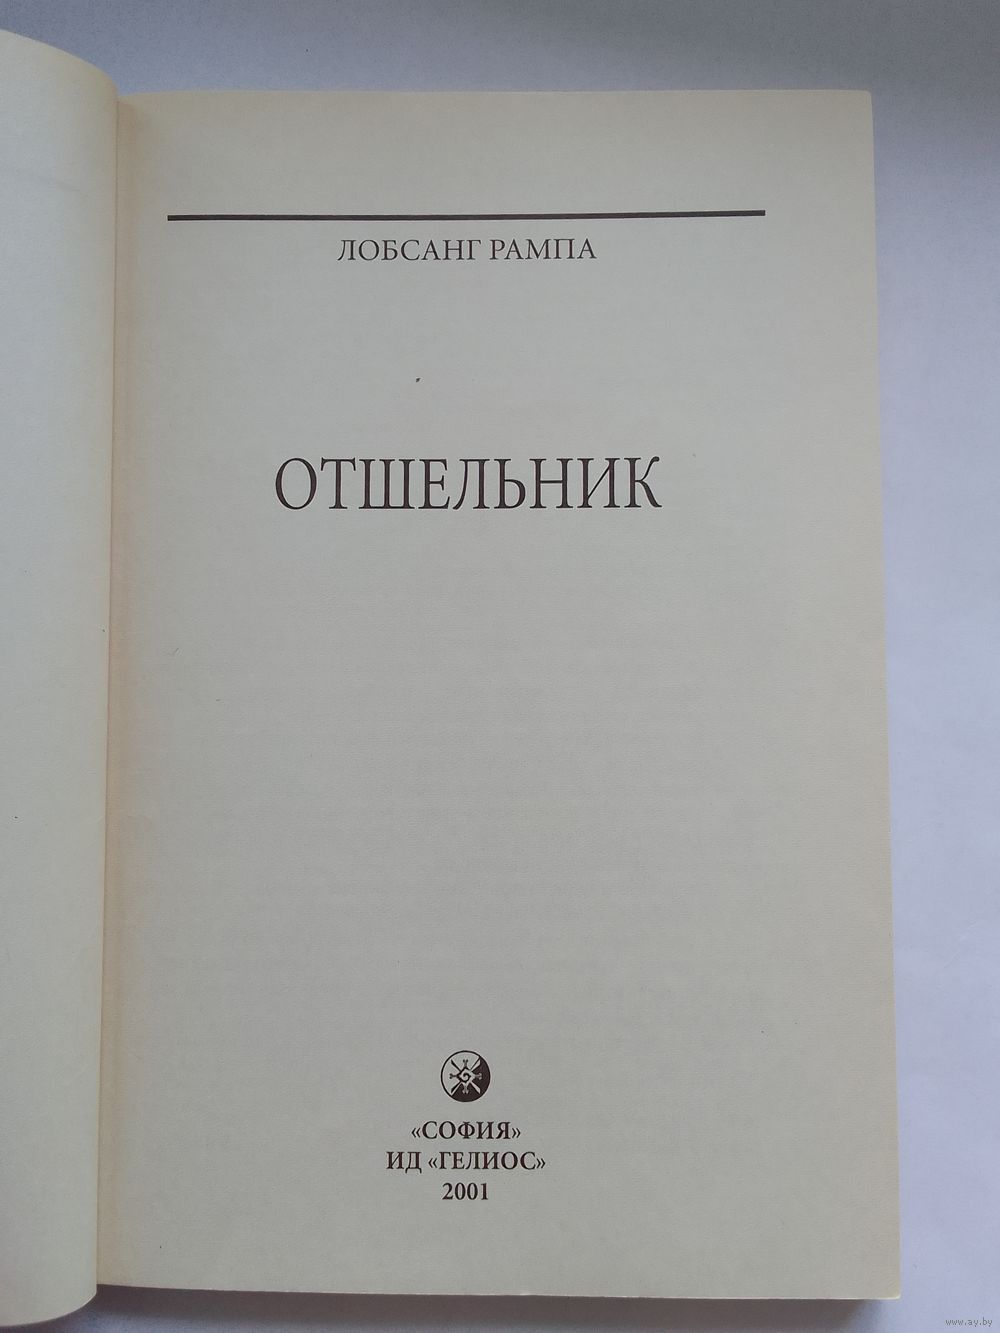 ЛОБСАНГ РАМПА
ОТШЕЛЬНИК
«СОФИЯ»
ИД «ГЕЛИОС»
2001
www.ay.by